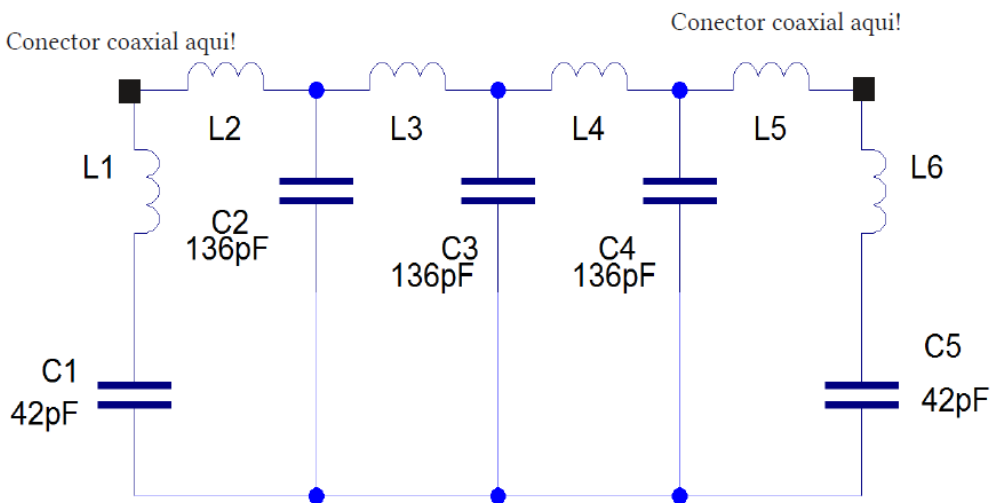 Conector coaxial aqui!
Conector coaxial aqui!
L2
L3
L4
L5
L1
L6
C2
136pF
C3
136pF
C4
136pF
C1
42pF
C5
42pF